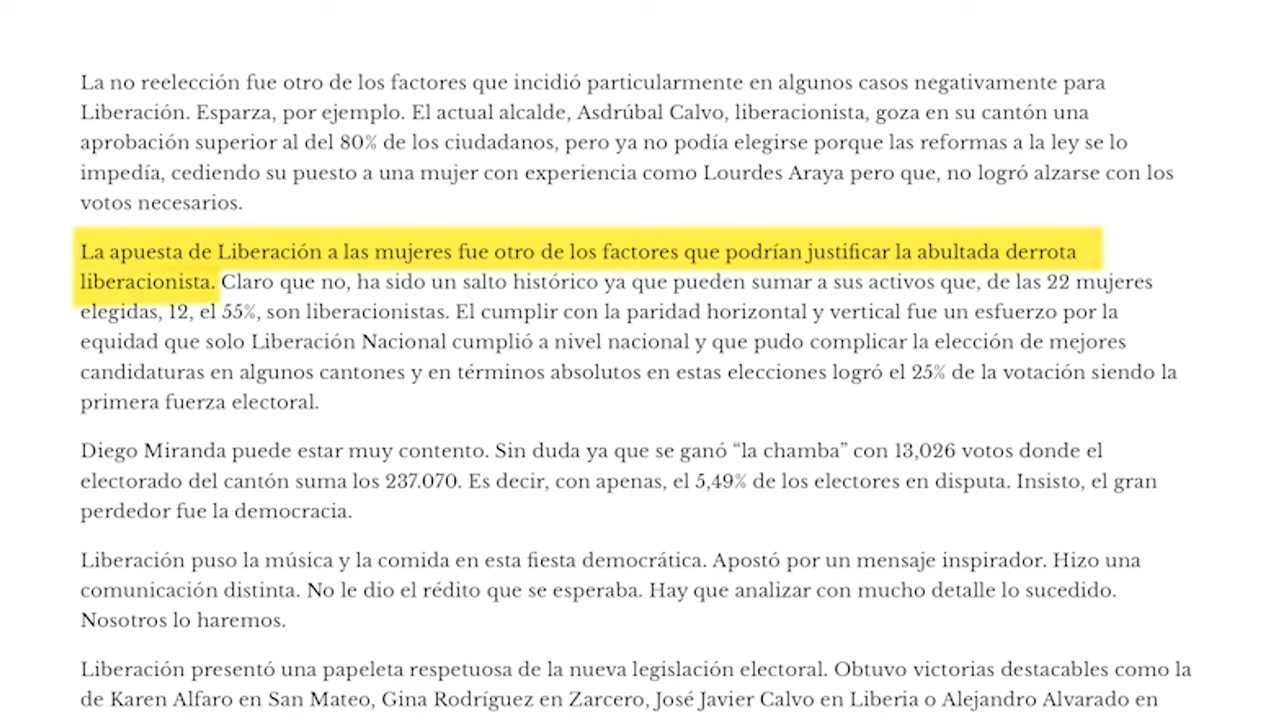 La no reelección fue otro de los factores que incidió particularmente en algunos casos negativamente para
Liberación. Esparza, por ejemplo. El actual alcalde, Asdrúbal Calvo, liberacionista, goza en su cantón una
aprobación superior al del 80% de los ciudadanos, pero ya no podía elegirse porque las reformas a la ley se lo
impedía, cediendo su puesto a una mujer con experiencia como Lourdes Araya pero que, no logró alzarse con los
votos necesarios.
La apuesta de Liberación a las mujeres fue otro de los factores que podrían justificar la abultada derrota
liberacionista. Claro que no, ha sido un salto histórico ya que pueden sumar a sus activos que, de las 22 mujeres
elegidas, 12, el 55%, son liberacionistas. El cumplir con la paridad horizontal y vertical fue un esfuerzo por la
equidad que solo Liberación Nacional cumplió a nivel nacional y que pudo complicar la elección de mejores
candidaturas en algunos cantones y en términos absolutos en estas elecciones logró el 25% de la votación siendo la
primera fuerza electoral.
Diego Miranda puede estar muy contento. Sin duda ya que se ganó “la chamba” con 13,026 votos donde el
electorado del cantón suma los 237.070. Es decir, con apenas, el 5,49% de los electores en disputa. Insisto, el gran
perdedor fue la democracia.
Liberación puso la música y la comida en esta fiesta democrática. Apostó por un mensaje inspirador. Hizo una
comunicación distinta. No le dio el rédito que se esperaba. Hay que analizar con mucho detalle lo sucedido.
Nosotros lo haremos.
Liberación presentó una papeleta respetuosa de la nueva legislación electoral. Obtuvo victorias destacables como la
de Karen Alfaro en San Mateo, Gina Rodríguez en Zarcero, José Javier Calvo en Liberia o Alejandro Alvarado en